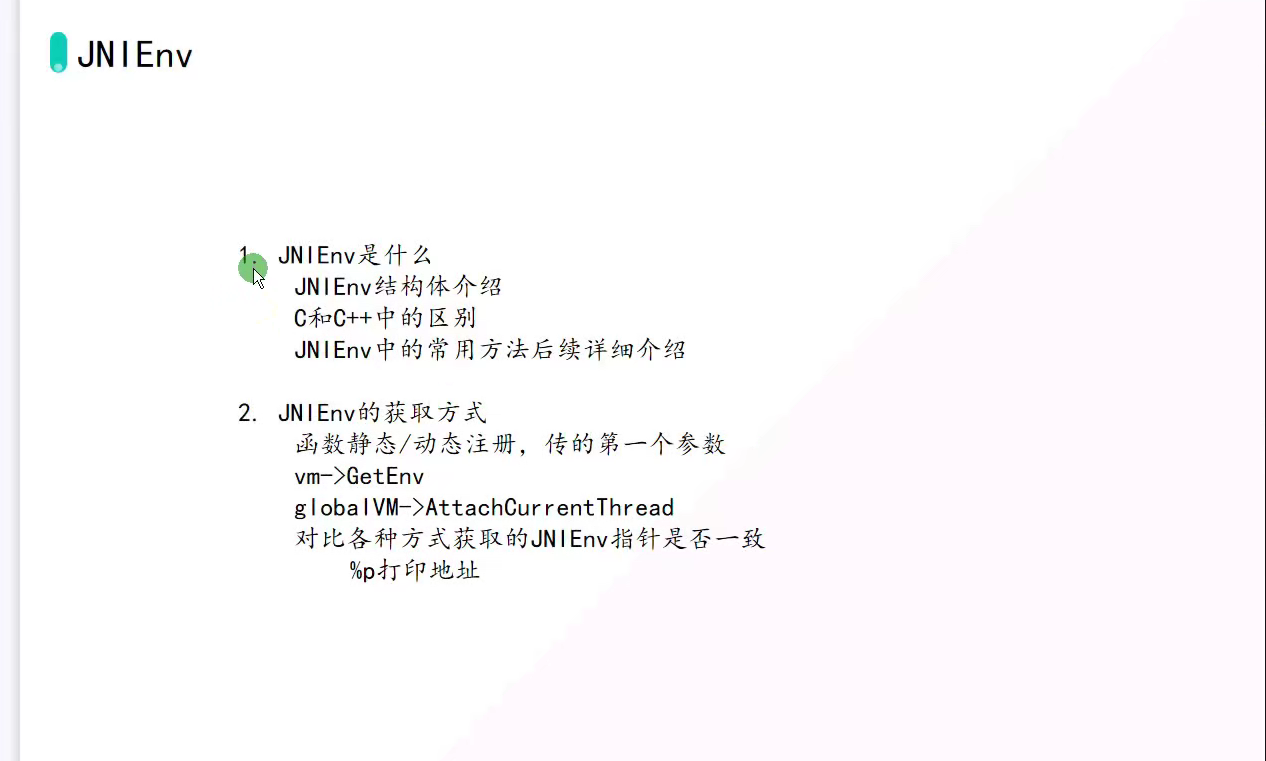 JNIEnv
1. JNIEnv是什么
JNIEnv结构体介绍
C和C++中的区别
JNIEnv中的常用方法后续详细介绍
2. JNIEnv的获取方式
函数静态/动态注册，传的第一个参数
vm->GetEnv
globalVM->AttachCurrentThread
对比各种方式获取的JNIEnv指针是否一致
%p打印地址